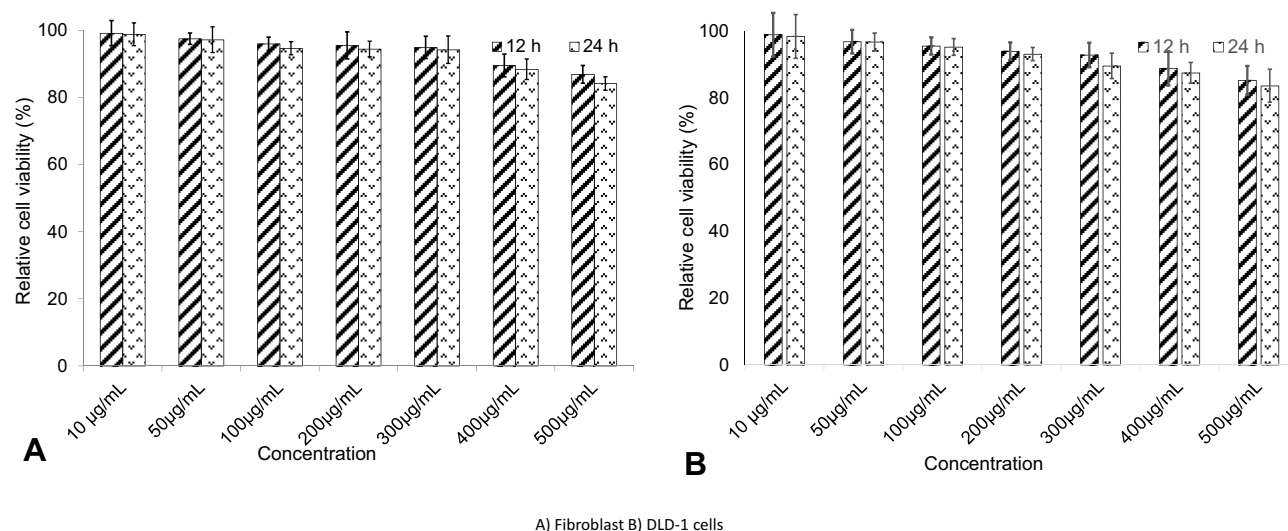 100
80
60
40
20
0
Relative cell viability (%)
12 h 24 h
10 µg/mL
50µg/mL
100µg/mL
200µg/mL
300µg/mL
400µg/mL
500µg/mL
Concentration
A
100
80
60
40
20
0
Relative cell viability (%)
12 h 24 h
10 µg/mL
50µg/mL
100µg/mL
200µg/mL
300µg/mL
400µg/mL
500µg/mL
Concentration
B
A) Fibroblast B) DLD-1 cells